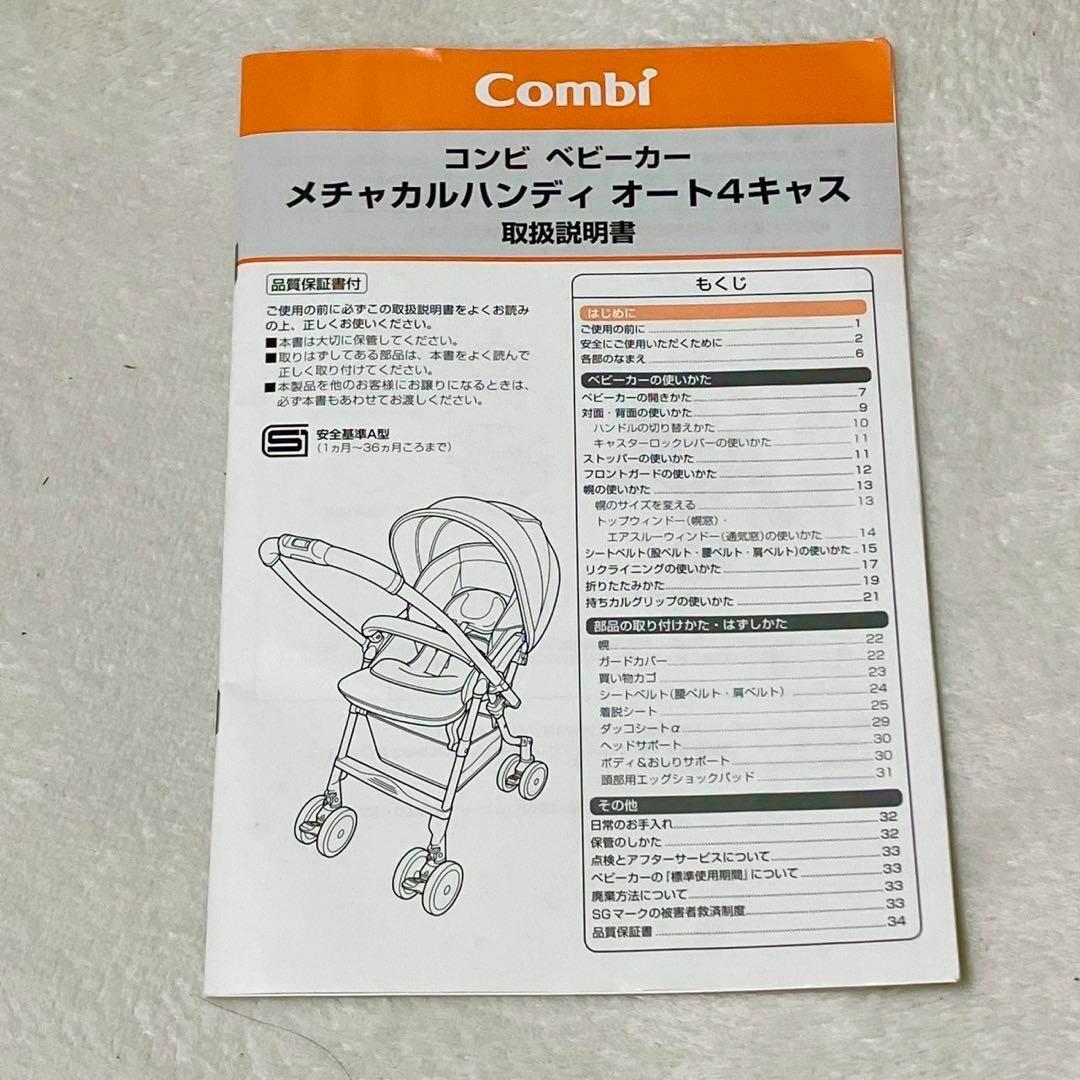 Combi
コンビ ベビーカー
メチャカルハンディ オート4キャス
取扱説明書
品質保証書付
ご使用の前に必ずこの取扱説明書をよくお読み
の上、正しくお使いください。
■本書は大切に保管してください。
■取りはずしてある部品は、本書をよく読んで
正しく取り付けてください。
■本製品を他のお客様にお譲りになるときは、
必ず本書もあわせてお渡しください。
安全基準A型
（1ヵ月〜36ヵ月ころまで）
もくじ
はじめに
ご使用の前に 1
安全にご使用いただくために 2
各部のなまえ 6
ベビーカーの使いかた
ベビーカーの開きかた 7
対面・背面の使いかた 9
ハンドルの切り替えかた 10
キャスターロックレバーの使いかた 11
ストッパーの使いかた 11
フロントガードの使いかた 12
幌の使いかた 13
幌のサイズを変える 13
トップウィンドー（幌窓）・
エアスルーウィンドー（通気窓）の使いかた 14
シートベルト（股ベルト・腰ベルト・肩ベルト）の使いかた 15
リクライニングの使いかた 17
折りたたみかた 19
持ちカルグリップの使いかた 21
部品の取り付けかた・はずしかた
幌 22
ガードカバー 22
買い物カゴ 23
シートベルト（腰ベルト・肩ベルト） 24
着脱シート 25
ダッコシートα 29
ヘッドサポート 30
ボディ&おしりサポート 30
頭部用エッグショックパッド 31
その他
日常のお手入れ 32
保管のしかた 32
点検とアフターサービスについて 33
ベビーカーの『標準使用期間』について 33
廃棄方法について 33
SGマークの被害者救済制度 33
品質保証書 34